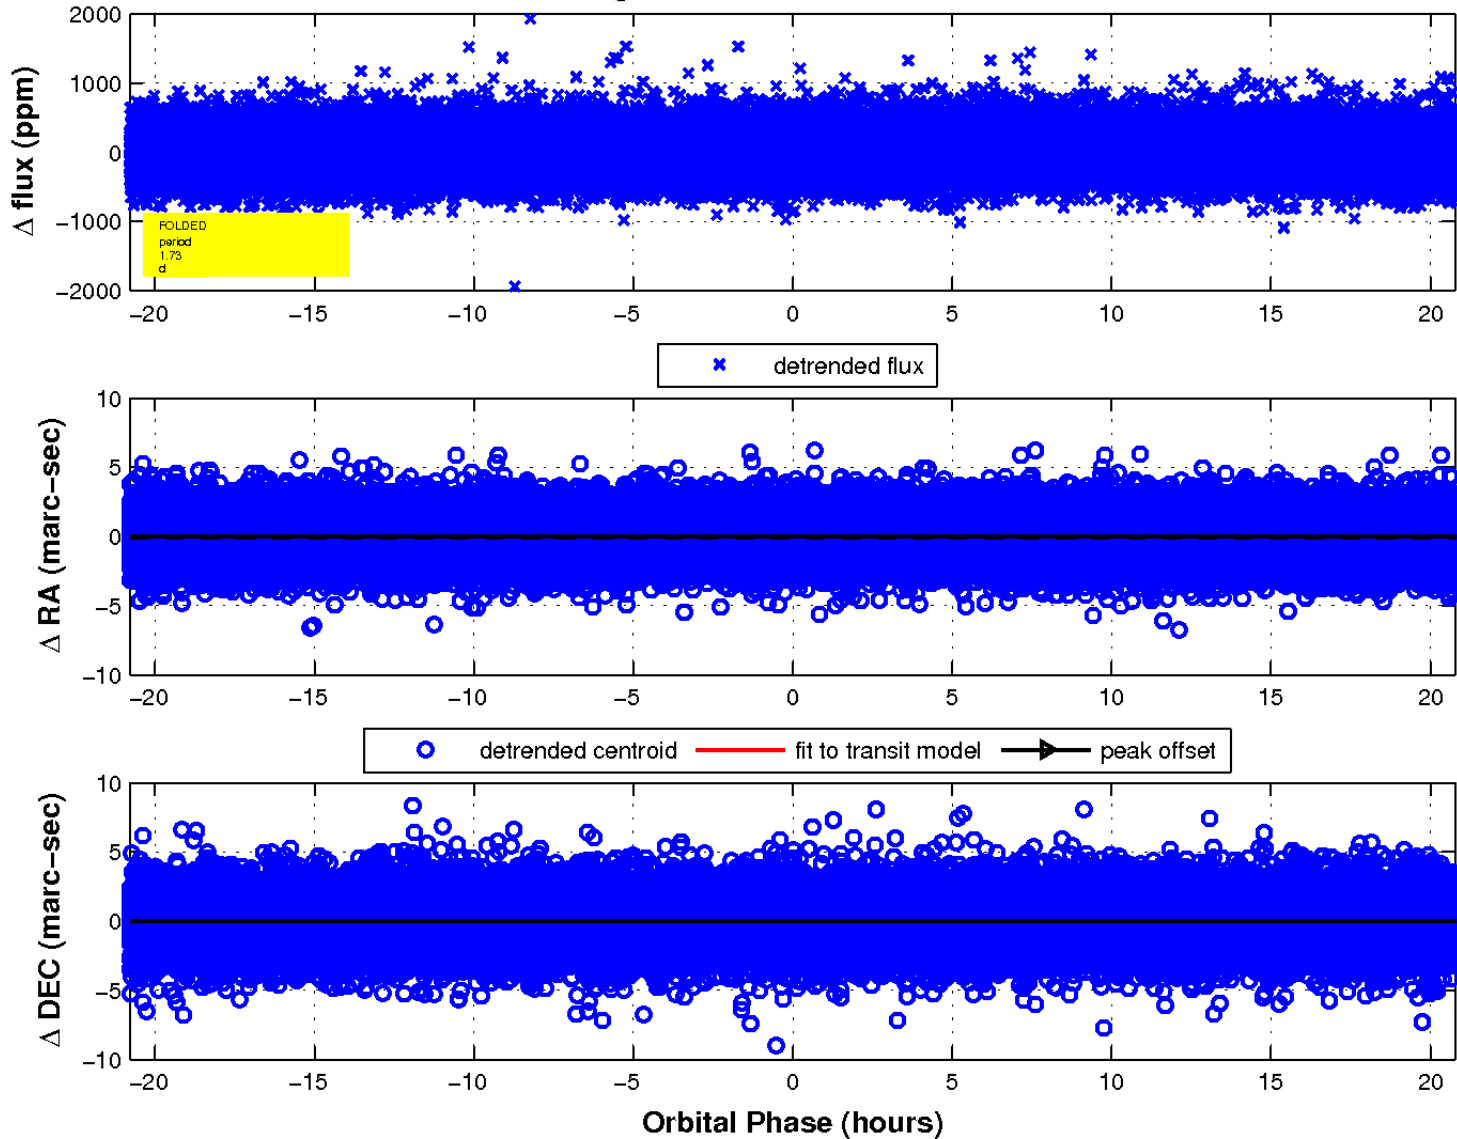 2000
1000
0
−1000
−2000
Δ flux (ppm)
FOLDED
period
1.73
d
−20 −15 −10 −5 0 5 10 15 20
detrended flux
10
5
0
−5
−10
Δ RA (marc−sec)
−20 −15 −10 −5 0 5 10 15 20
detrended centroid fit to transit model peak offset
10
5
0
−5
−10
Δ DEC (marc−sec)
−20 −15 −10 −5 0 5 10 15 20
Orbital Phase (hours)